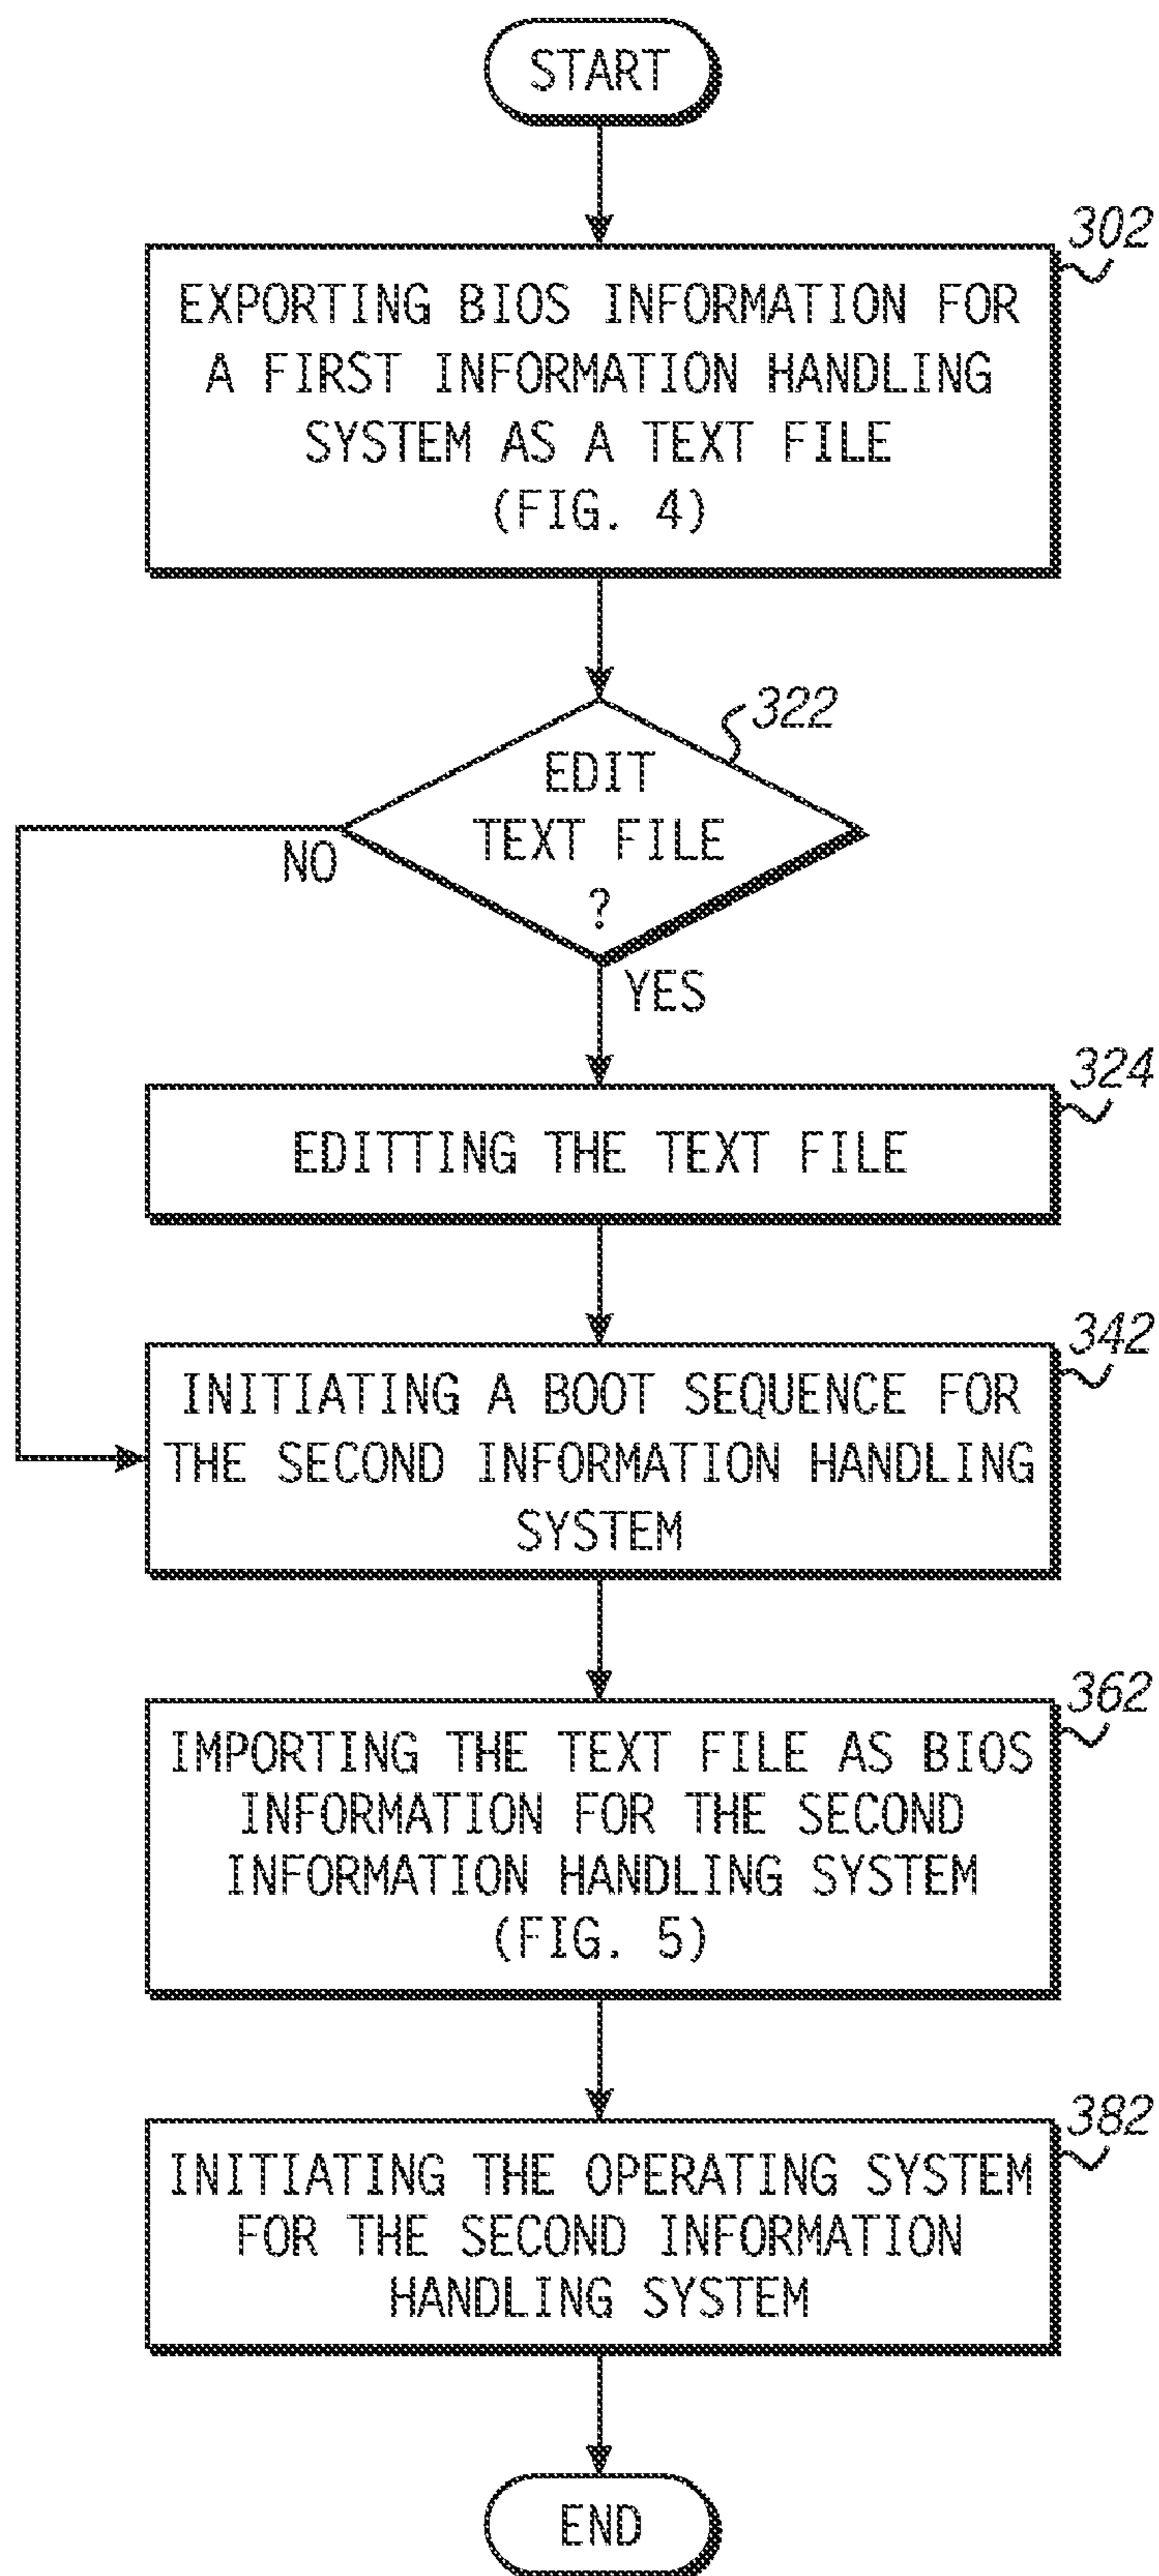 START
302
EXPORTING BIOS INFORMATION FOR
A FIRST INFORMATION HANDLING
SYSTEM AS A TEXT FILE
(FIG. 4)
322
EDIT
TEXT FILE
?
NO
YES
324
EDITTING THE TEXT FILE
342
INITIATING A BOOT SEQUENCE FOR
THE SECOND INFORMATION HANDLING
SYSTEM
362
IMPORTING THE TEXT FILE AS BIOS
INFORMATION FOR THE SECOND
INFORMATION HANDLING SYSTEM
(FIG. 5)
382
INITIATING THE OPERATING SYSTEM
FOR THE SECOND INFORMATION
HANDLING SYSTEM
END